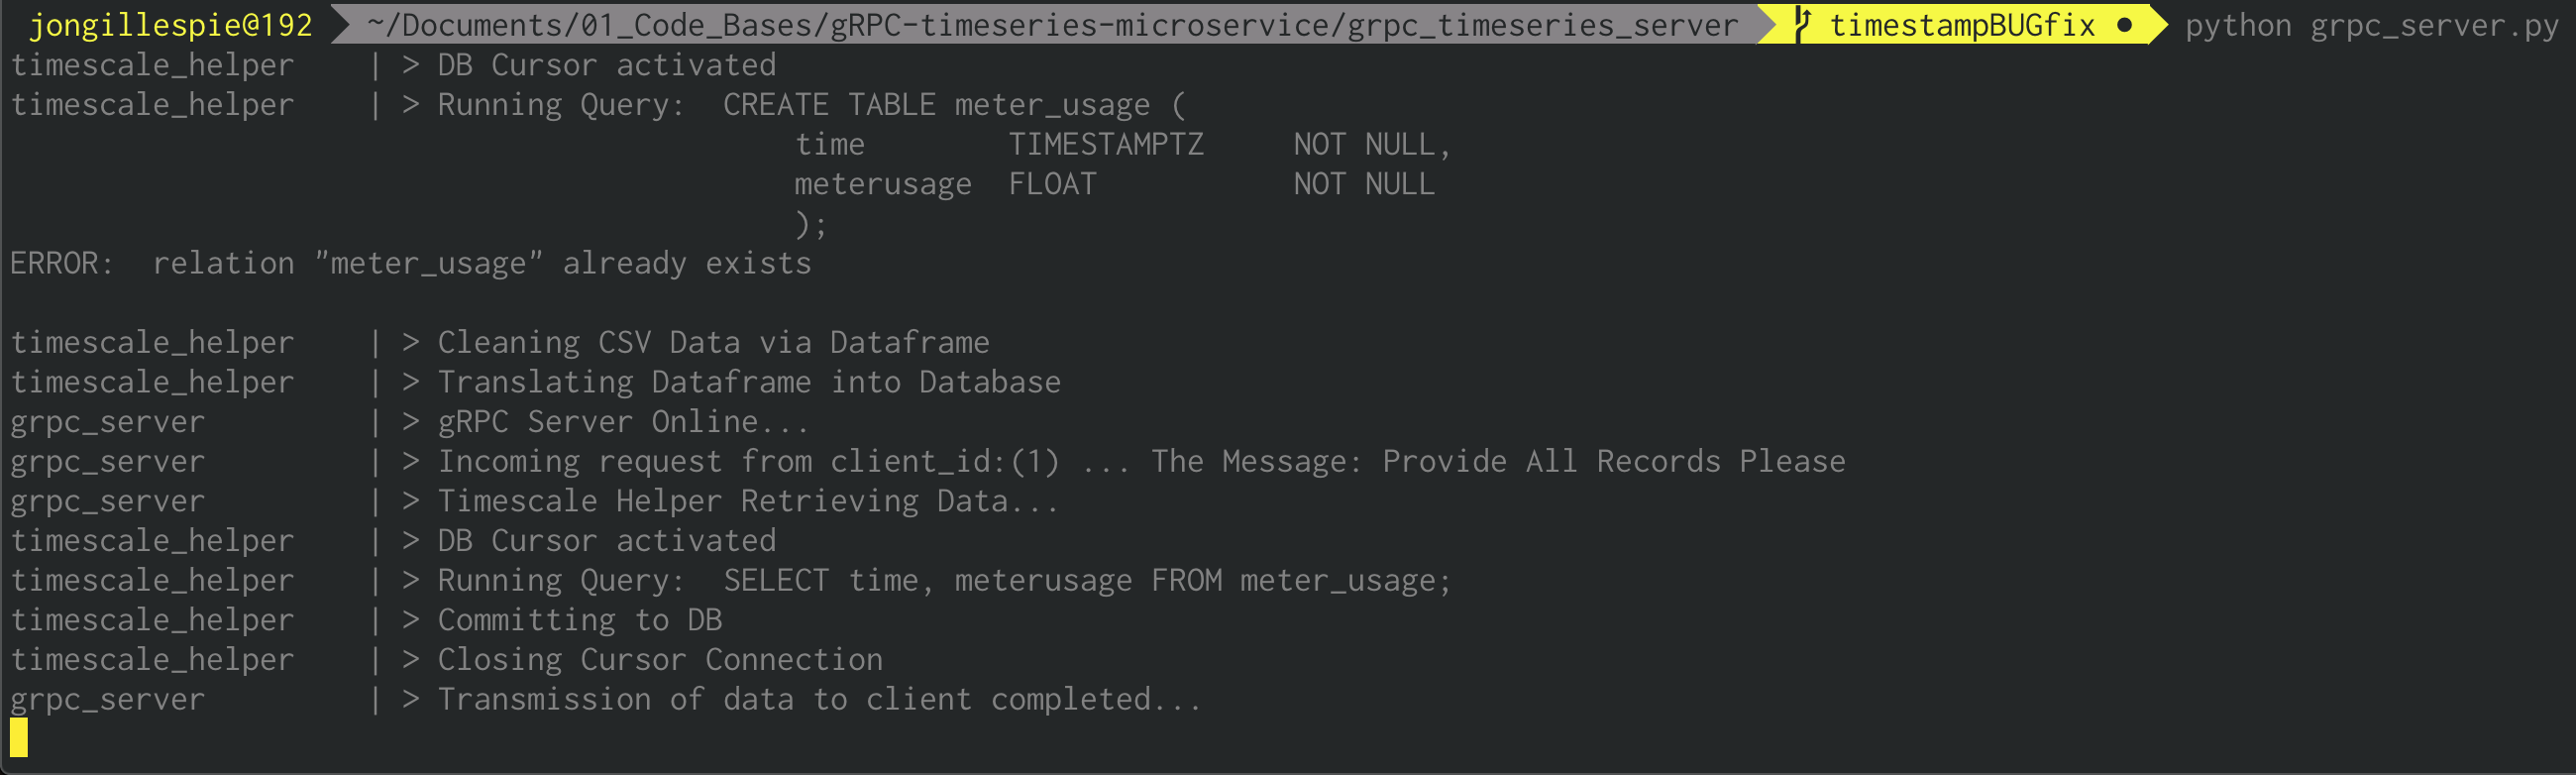 jongillespie@192 ~/Documents/01_Code_Bases/gRPC-timeseries-microservice/grpc_timeseries_server timestampBUGfix ● python grpc_server.py
timescale_helper | > DB Cursor activated
timescale_helper | > Running Query: CREATE TABLE meter_usage (
time TIMESTAMPTZ NOT NULL,
meterusage FLOAT NOT NULL
);
ERROR: relation "meter_usage" already exists
timescale_helper | > Cleaning CSV Data via Dataframe
timescale_helper | > Translating Dataframe into Database
grpc_server | > gRPC Server Online...
grpc_server | > Incoming request from client_id:(1) ... The Message: Provide All Records Please
grpc_server | > Timescale Helper Retrieving Data...
timescale_helper | > DB Cursor activated
timescale_helper | > Running Query: SELECT time, meterusage FROM meter_usage;
timescale_helper | > Committing to DB
timescale_helper | > Closing Cursor Connection
grpc_server | > Transmission of data to client completed...